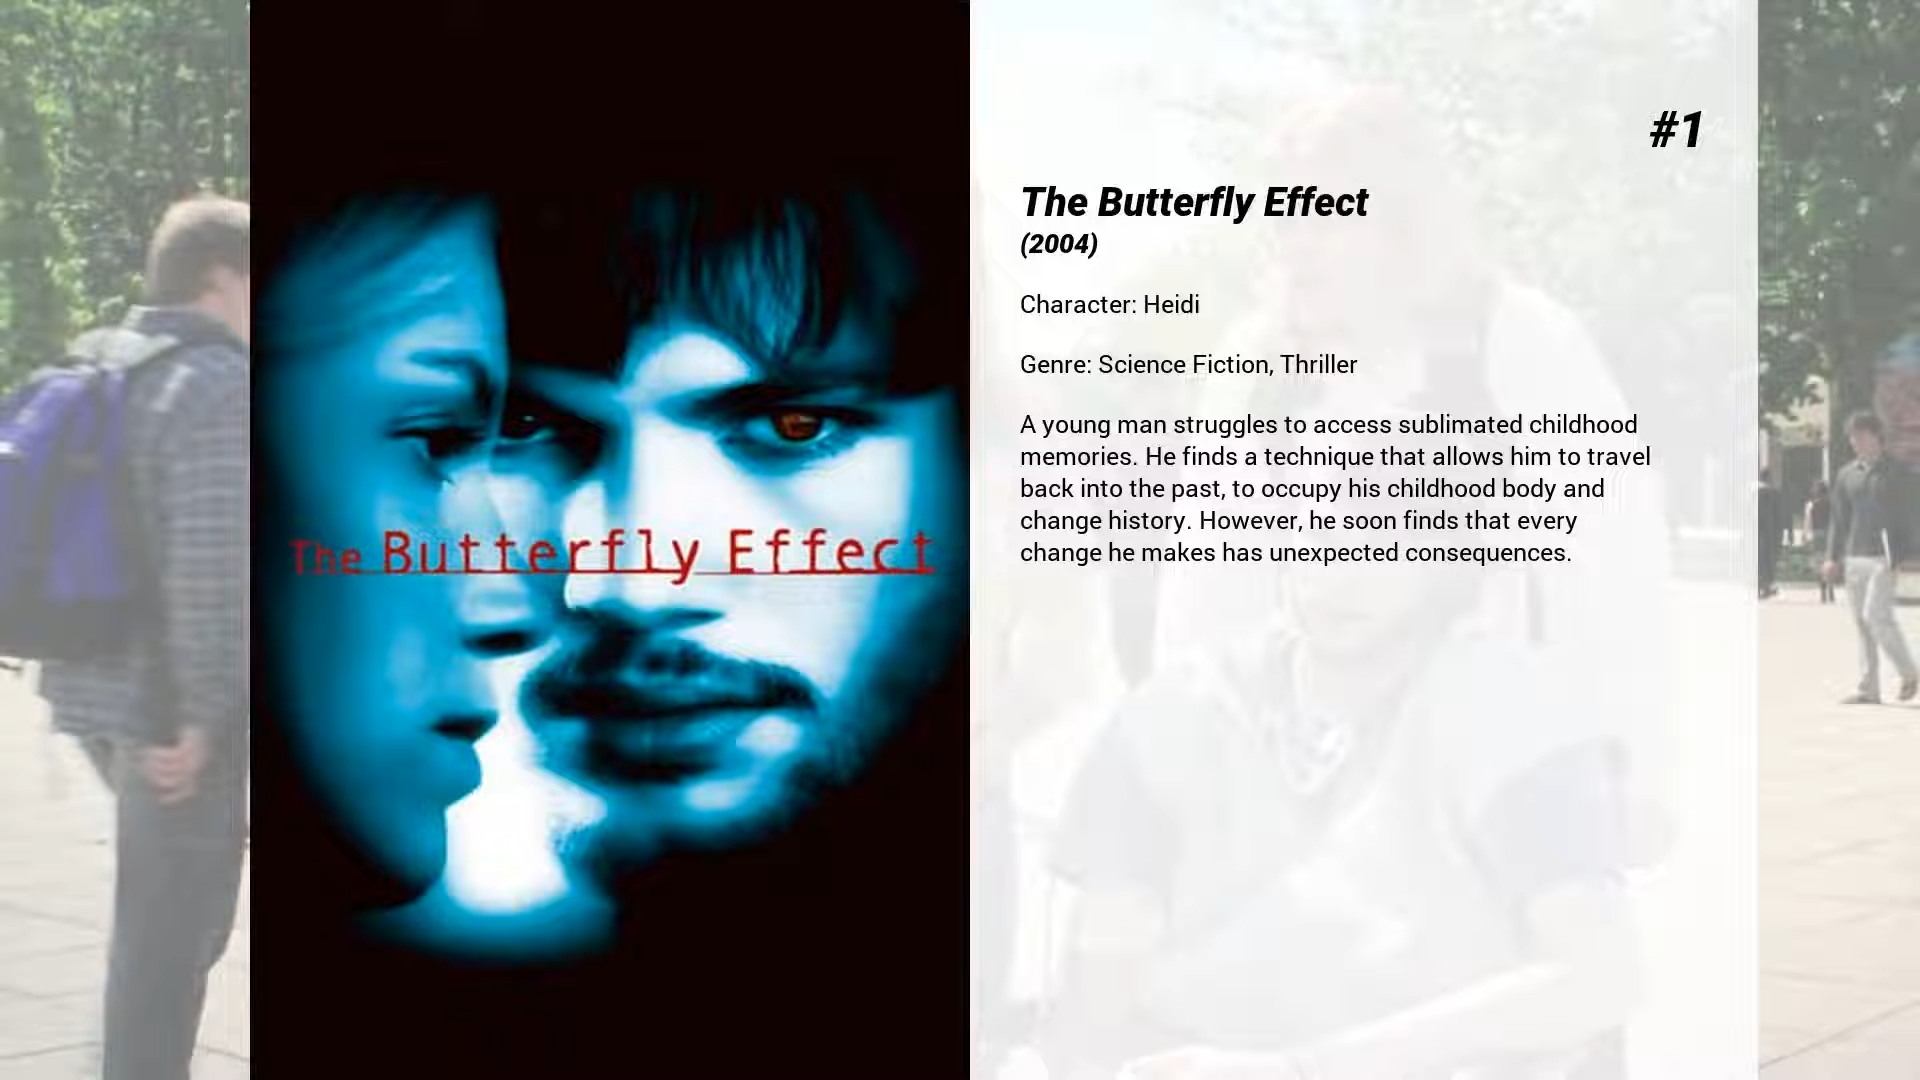 The Butterfly Effect
#1
The Butterfly Effect
(2004)
Character: Heidi
Genre: Science Fiction, Thriller
A young man struggles to access sublimated childhood
memories. He finds a technique that allows him to travel
back into the past, to occupy his childhood body and
change history. However, he soon finds that every
change he makes has unexpected consequences.